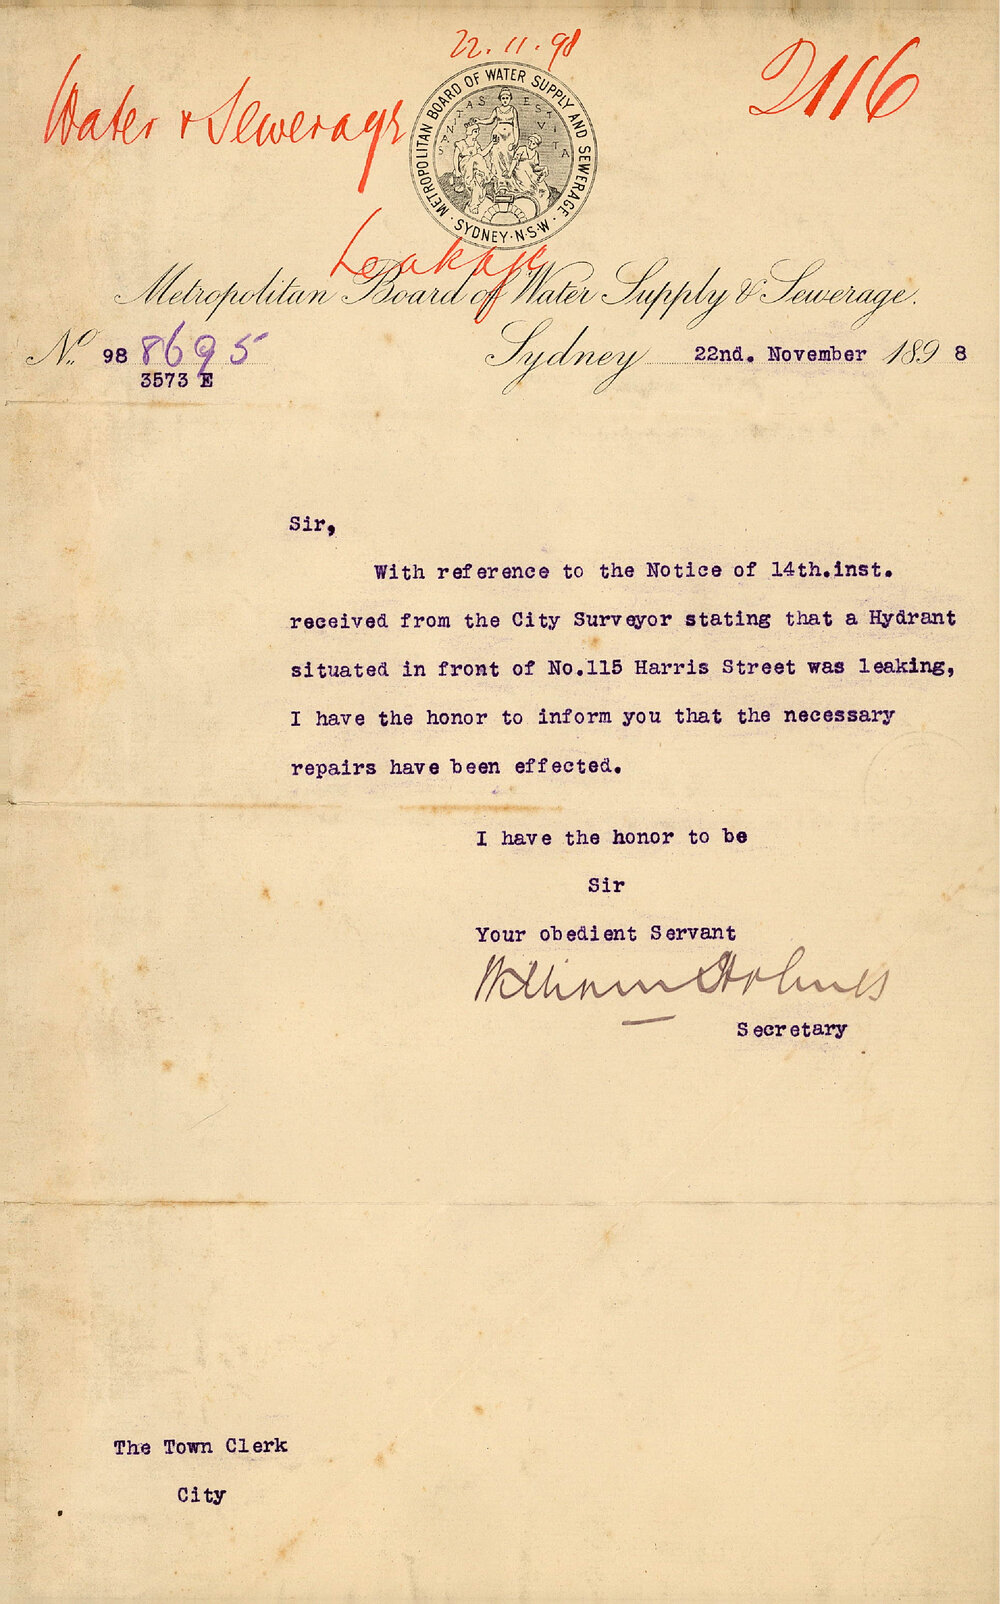 22.11.98
Water & Sewerage
2116
METROPOLITAN BOARD OF WATER SUPPLY AND SEWERAGE.
SANITAS EST VITA
· SYDNEY · N·S·W ·
Leakage
Metropolitan Board of Water Supply & Sewerage.
No. 98 8695
3573 E
Sydney 22nd. November 1898
Sir,
With reference to the Notice of 14th.inst.
received from the City Surveyor stating that a Hydrant
situated in front of No.115 Harris Street was leaking,
I have the honor to inform you that the necessary
repairs have been effected.
I have the honor to be
Sir
Your obedient Servant
William Holmes
Secretary
The Town Clerk
City